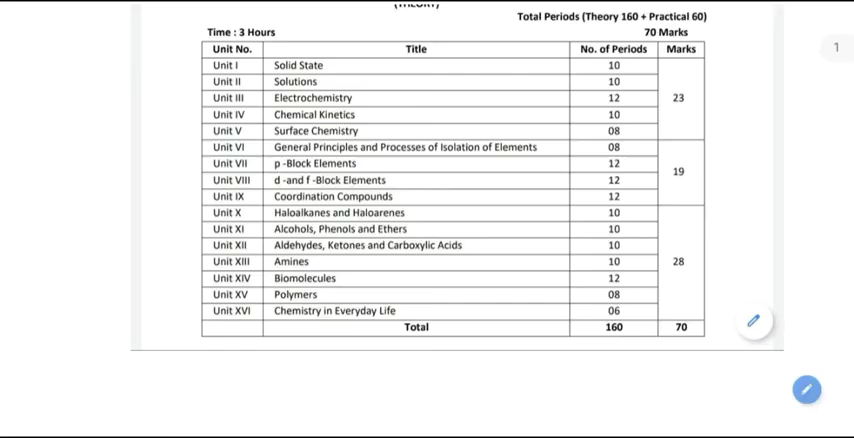 (THEORY)
Total Periods (Theory 160 + Practical 60)
Time : 3 Hours 70 Marks
Unit No. Title No. of Periods Marks
Unit I Solid State 10
Unit II Solutions 10
Unit III Electrochemistry 12 23
Unit IV Chemical Kinetics 10
Unit V Surface Chemistry 08
Unit VI General Principles and Processes of Isolation of Elements 08
Unit VII p -Block Elements 12 19
Unit VIII d -and f -Block Elements 12
Unit IX Coordination Compounds 12
Unit X Haloalkanes and Haloarenes 10
Unit XI Alcohols, Phenols and Ethers 10
Unit XII Aldehydes, Ketones and Carboxylic Acids 10
Unit XIII Amines 10 28
Unit XIV Biomolecules 12
Unit XV Polymers 08
Unit XVI Chemistry in Everyday Life 06
Total 160 70
1